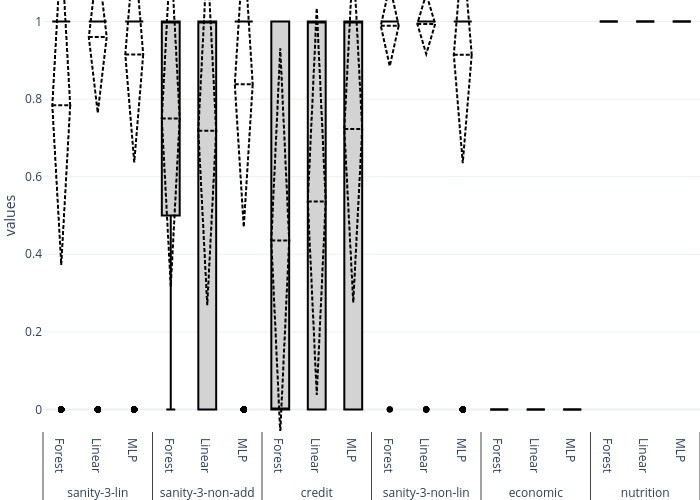 1
0.8
0.6
0.4
0.2
0
values
Forest
Linear
MLP
Forest
Linear
MLP
Forest
Linear
MLP
Forest
Linear
MLP
Forest
Linear
MLP
Forest
Linear
MLP
sanity-3-lin
sanity-3-non-add
credit
sanity-3-non-lin
economic
nutrition